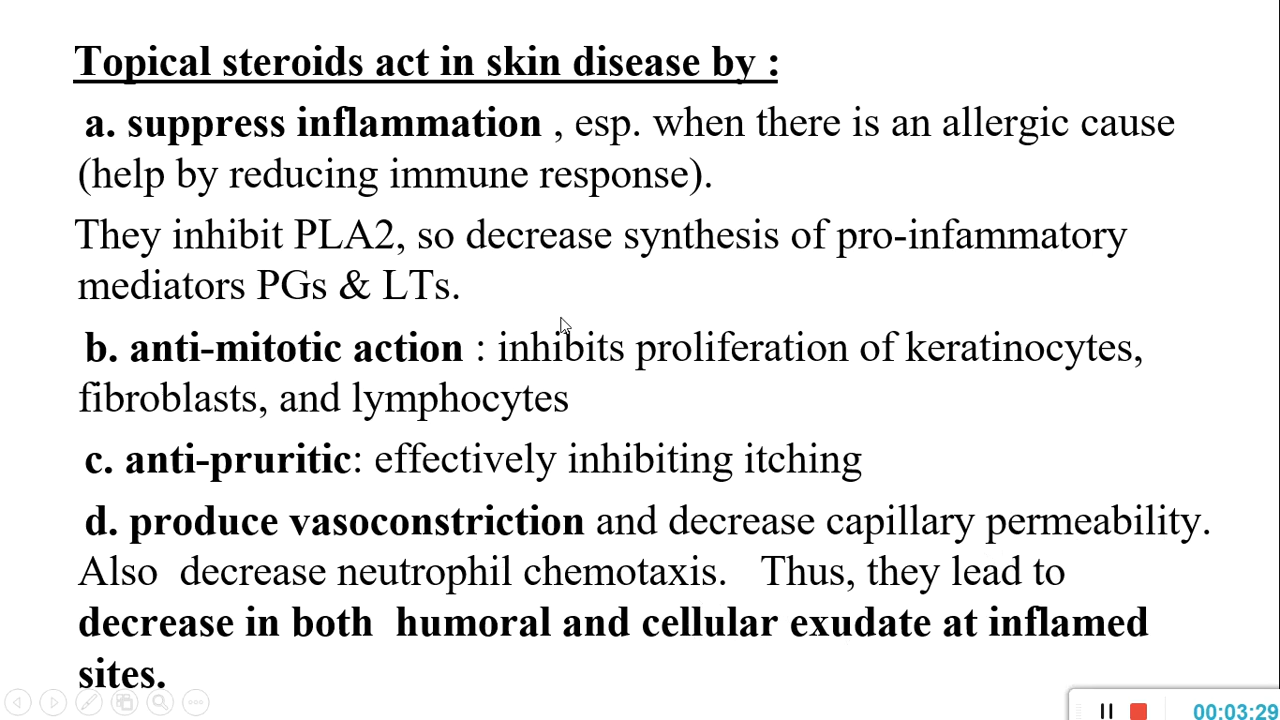 Topical steroids act in skin disease by :
a. suppress inflammation , esp. when there is an allergic cause
(help by reducing immune response).
They inhibit PLA2, so decrease synthesis of pro-infammatory
mediators PGs & LTs.
b. anti-mitotic action : inhibits proliferation of keratinocytes,
fibroblasts, and lymphocytes
c. anti-pruritic: effectively inhibiting itching
d. produce vasoconstriction and decrease capillary permeability.
Also decrease neutrophil chemotaxis. Thus, they lead to
decrease in both humoral and cellular exudate at inflamed
sites.
00:03:29